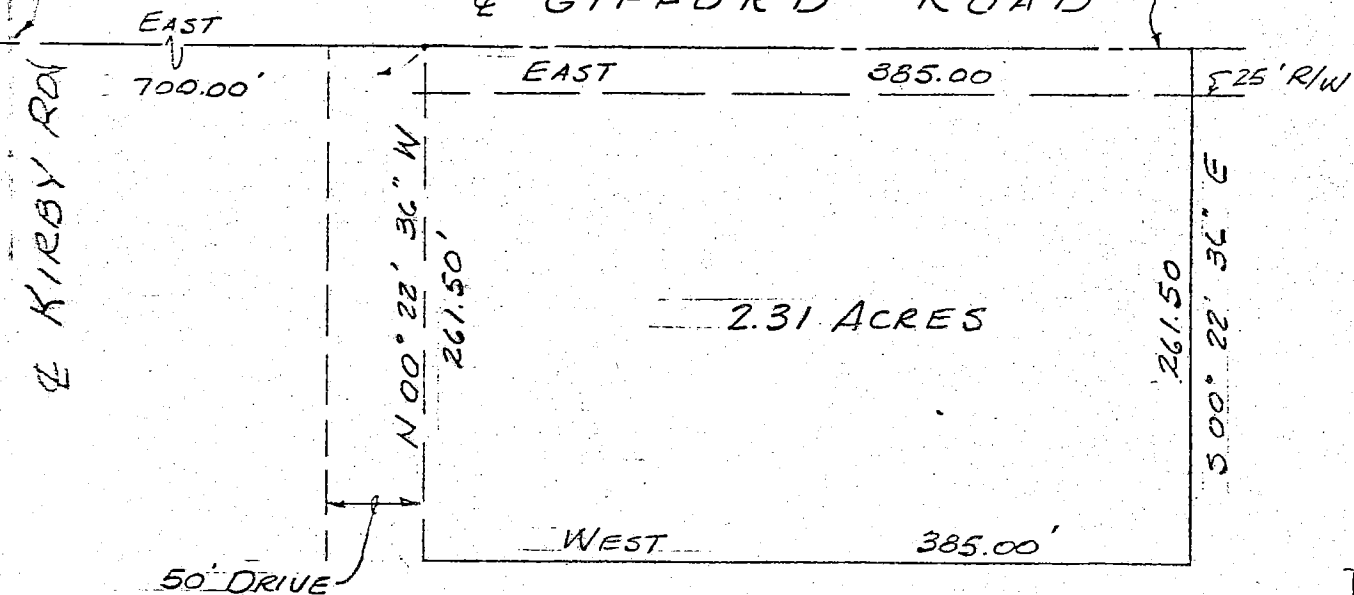 ℄ GIFFORD ROAD
EAST
700.00'
EAST 385.00
25' R/W
℄ KIRBY RD
N 00° 22' 36" W
261.50'
2.31 ACRES
261.50
S 00° 22' 36" E
WEST 385.00'
50' DRIVE